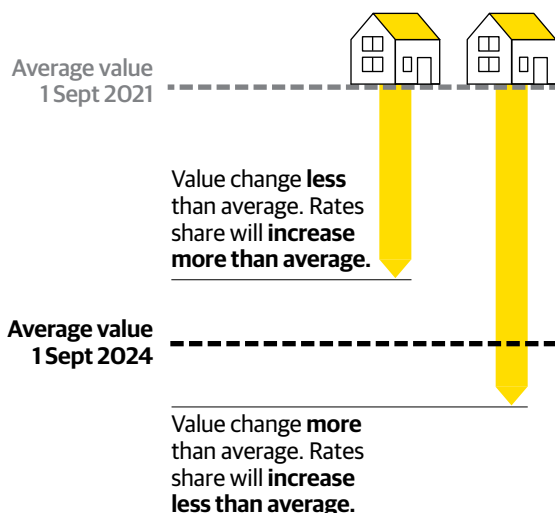 Average value
1 Sept 2021
Value change less
than average. Rates
share will increase
more than average.
Average value
1 Sept 2024
Value change more
than average. Rates
share will increase
less than average.